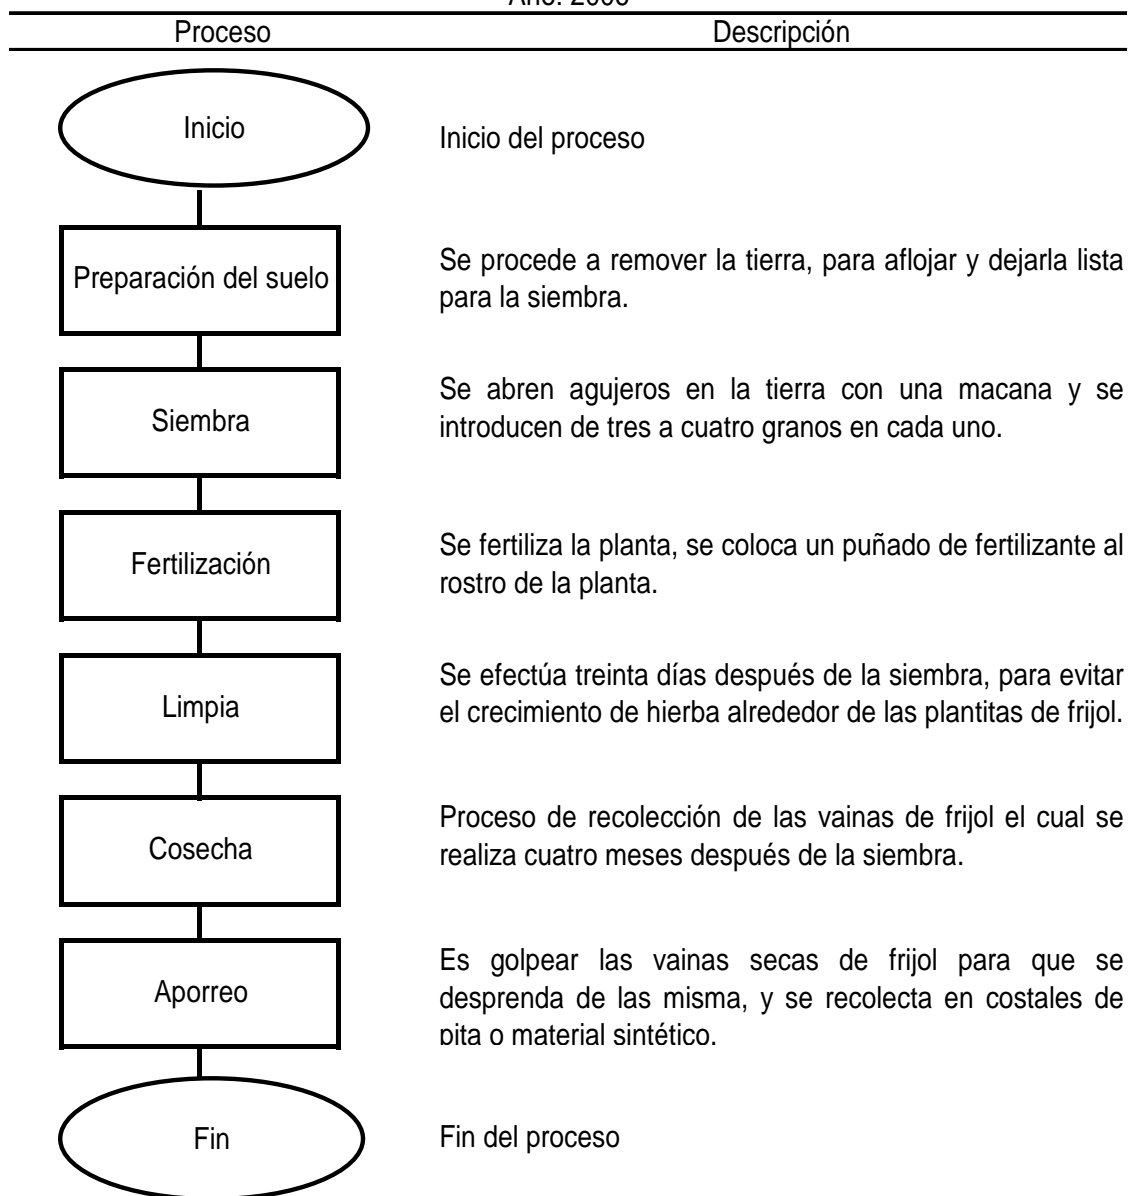 Proceso Descripción
Inicio
Inicio del proceso
Preparación del suelo
Se procede a remover la tierra, para aflojar y dejarla lista
para la siembra.
Siembra
Se abren agujeros en la tierra con una macana y se
introducen de tres a cuatro granos en cada uno.
Fertilización
Se fertiliza la planta, se coloca un puñado de fertilizante al
rostro de la planta.
Limpia
Se efectúa treinta días después de la siembra, para evitar
el crecimiento de hierba alrededor de las plantitas de frijol.
Cosecha
Proceso de recolección de las vainas de frijol el cual se
realiza cuatro meses después de la siembra.
Aporreo
Es golpear las vainas secas de frijol para que se
desprenda de las misma, y se recolecta en costales de
pita o material sintético.
Fin
Fin del proceso